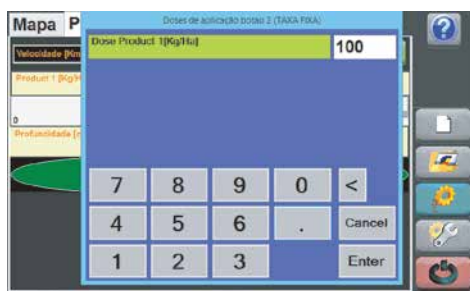 Mapa P
Doses de aplicação botao 2 (TAXA FIXA)
Dose Product 1[Kg/Ha]
100
Velocidade [Km
Product 1 [Kg/H
0
Profundidade [m
7 8 9 0 <
4 5 6 . Cancel
1 2 3 Enter